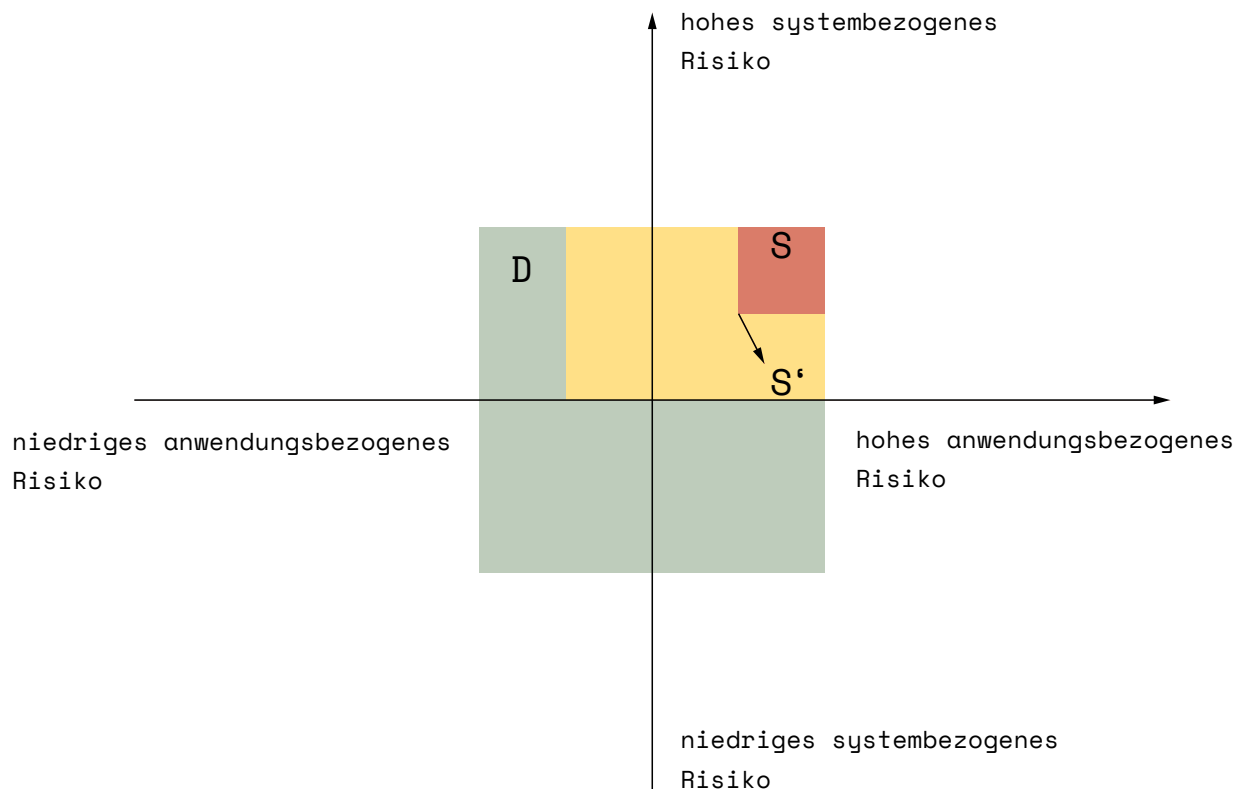 hohes systembezogenes
Risiko
S
D
S‘
niedriges anwendungsbezogenes
Risiko
hohes anwendungsbezogenes
Risiko
niedriges systembezogenes
Risiko